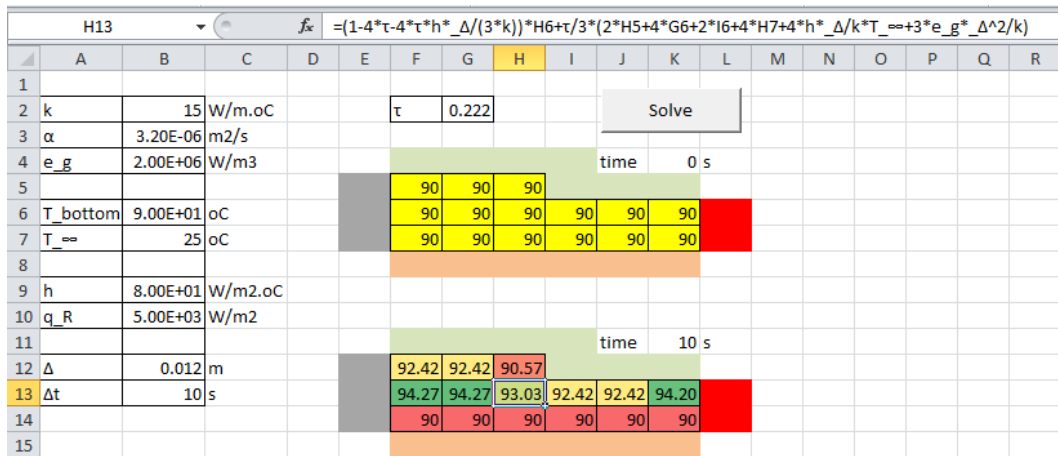 H13 fx =(1-4*τ-4*τ*h*_Δ/(3*k))*H6+τ/3*(2*H5+4*G6+2*I6+4*H7+4*h*_Δ/k*T_∞+3*e_g*_Δ^2/k)
A B C D E F G H I J K L M N O P Q R
1
2 k 15 W/m.oC τ 0.222 Solve
3 α 3.20E-06 m2/s
4 e_g 2.00E+06 W/m3 time 0 s
5 90 90 90
6 T_bottom 9.00E+01 oC 90 90 90 90 90 90
7 T_∞ 25 oC 90 90 90 90 90 90
8
9 h 8.00E+01 W/m2.oC
10 q_R 5.00E+03 W/m2
11 time 10 s
12 Δ 0.012 m 92.42 92.42 90.57
13 Δt 10 s 94.27 94.27 93.03 92.42 92.42 94.20
14 90 90 90 90 90 90
15